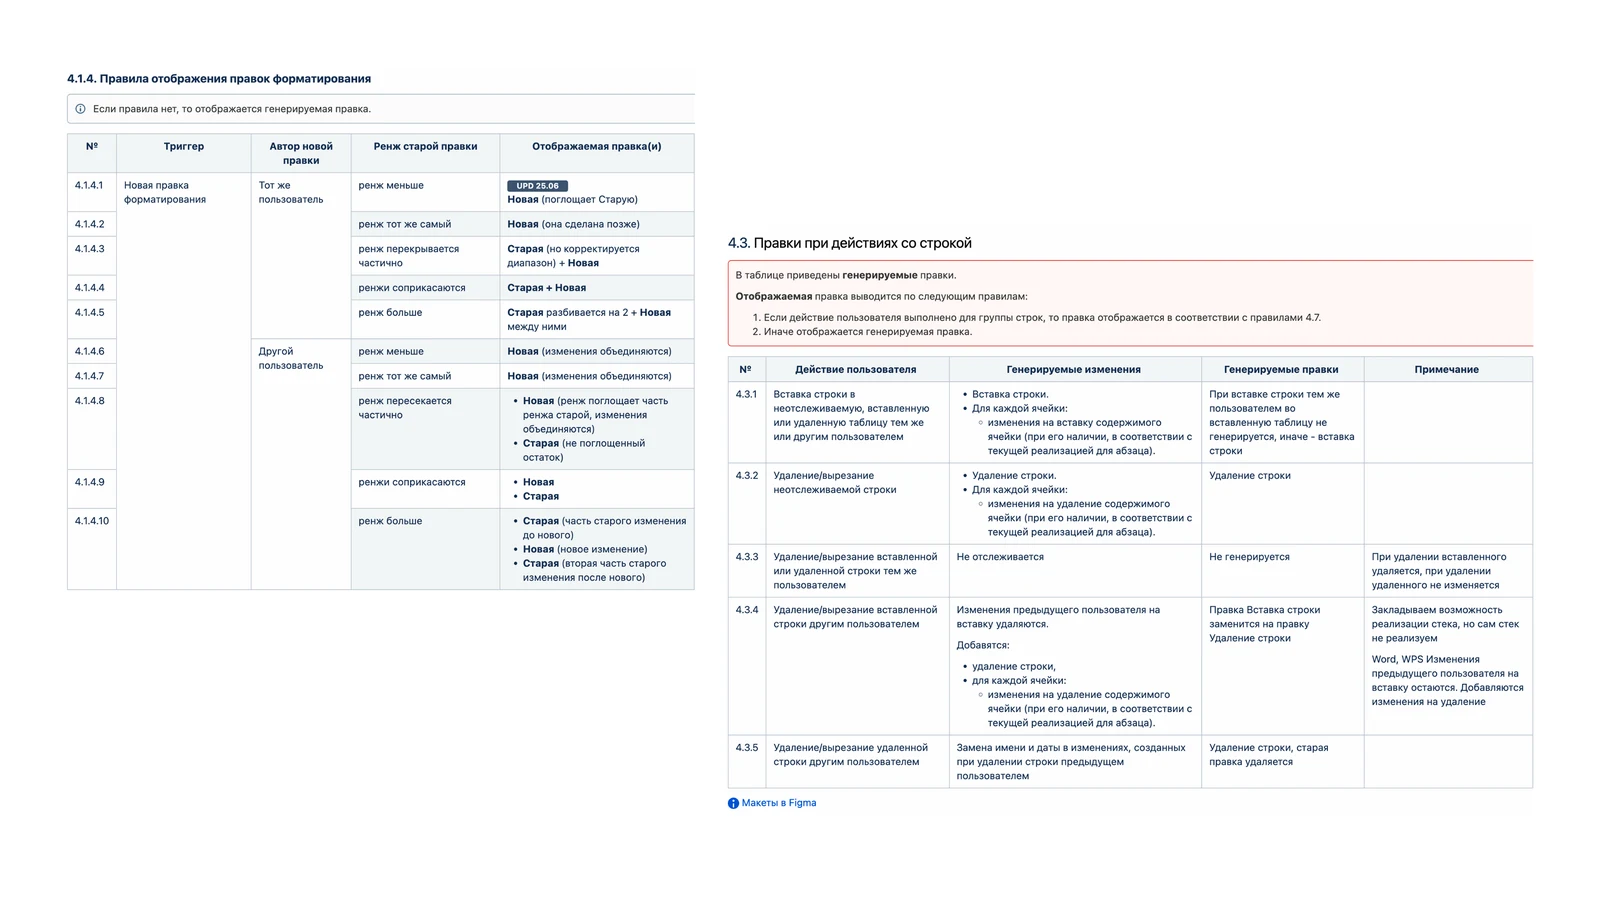 4.1.4. Правила отображения правок форматирования
Если правила нет, то отображается генерируемая правка.
№
Триггер
Автор новой
правки
Ренж старой правки
Отображаемая правка(и)
4.1.4.1
Новая правка
форматирования
Тот же
пользователь
ренж меньше
UPD 25.06
Новая (поглощает Старую)
4.1.4.2
ренж тот же самый
Новая (она сделана позже)
4.1.4.3
ренж перекрывается
частично
Старая (но корректируется
диапазон) + Новая
4.1.4.4
ренжи соприкасаются
Старая + Новая
4.1.4.5
ренж больше
Старая разбивается на 2 + Новая
между ними
4.1.4.6
Другой
пользователь
ренж меньше
Новая (изменения объединяются)
4.1.4.7
ренж тот же самый
Новая (изменения объединяются)
4.1.4.8
ренж пересекается
частично
• Новая (ренж поглощает часть
ренжа старой, изменения
объединяются)
• Старая (не поглощенный
остаток)
4.1.4.9
ренжи соприкасаются
• Новая
• Старая
4.1.4.10
ренж больше
• Старая (часть старого изменения
до нового)
• Новая (новое изменение)
• Старая (вторая часть старого
изменения после нового)
4.3. Правки при действиях со строкой
В таблице приведены генерируемые правки.
Отображаемая правка выводится по следующим правилам:
1. Если действие пользователя выполнено для группы строк, то правка отображается в соответствии с правилами 4.7.
2. Иначе отображается генерируемая правка.
№
Действие пользователя
Генерируемые изменения
Генерируемые правки
Примечание
4.3.1
Вставка строки в
неотслеживаемую, вставленную
или удаленную таблицу тем же
или другим пользователем
• Вставка строки.
• Для каждой ячейки:
◦ изменения на вставку содержимого
ячейки (при его наличии, в соответствии с
текущей реализацией для абзаца).
При вставке строки тем же
пользователем во
вставленную таблицу не
генерируется, иначе - вставка
строки
4.3.2
Удаление/вырезание
неотслеживаемой строки
• Удаление строки.
• Для каждой ячейки:
◦ изменения на удаление содержимого
ячейки (при его наличии, в соответствии с
текущей реализацией для абзаца).
Удаление строки
4.3.3
Удаление/вырезание вставленной
или удаленной строки тем же
пользователем
Не отслеживается
Не генерируется
При удалении вставленного
удаляется, при удалении
удаленного не изменяется
4.3.4
Удаление/вырезание вставленной
строки другим пользователем
Изменения предыдущего пользователя на
вставку удаляются.
Добавятся:
• удаление строки,
• для каждой ячейки:
◦ изменения на удаление содержимого
ячейки (при его наличии, в соответствии с
текущей реализацией для абзаца).
Правка Вставка строки
заменится на правку
Удаление строки
Закладываем возможность
реализации стека, но сам стек
не реализуем
Word, WPS Изменения
предыдущего пользователя на
вставку остаются. Добавляются
изменения на удаление
4.3.5
Удаление/вырезание удаленной
строки другим пользователем
Замена имени и даты в изменениях, созданных
при удалении строки предыдущем
пользователем
Удаление строки, старая
правка удаляется
Макеты в Figma